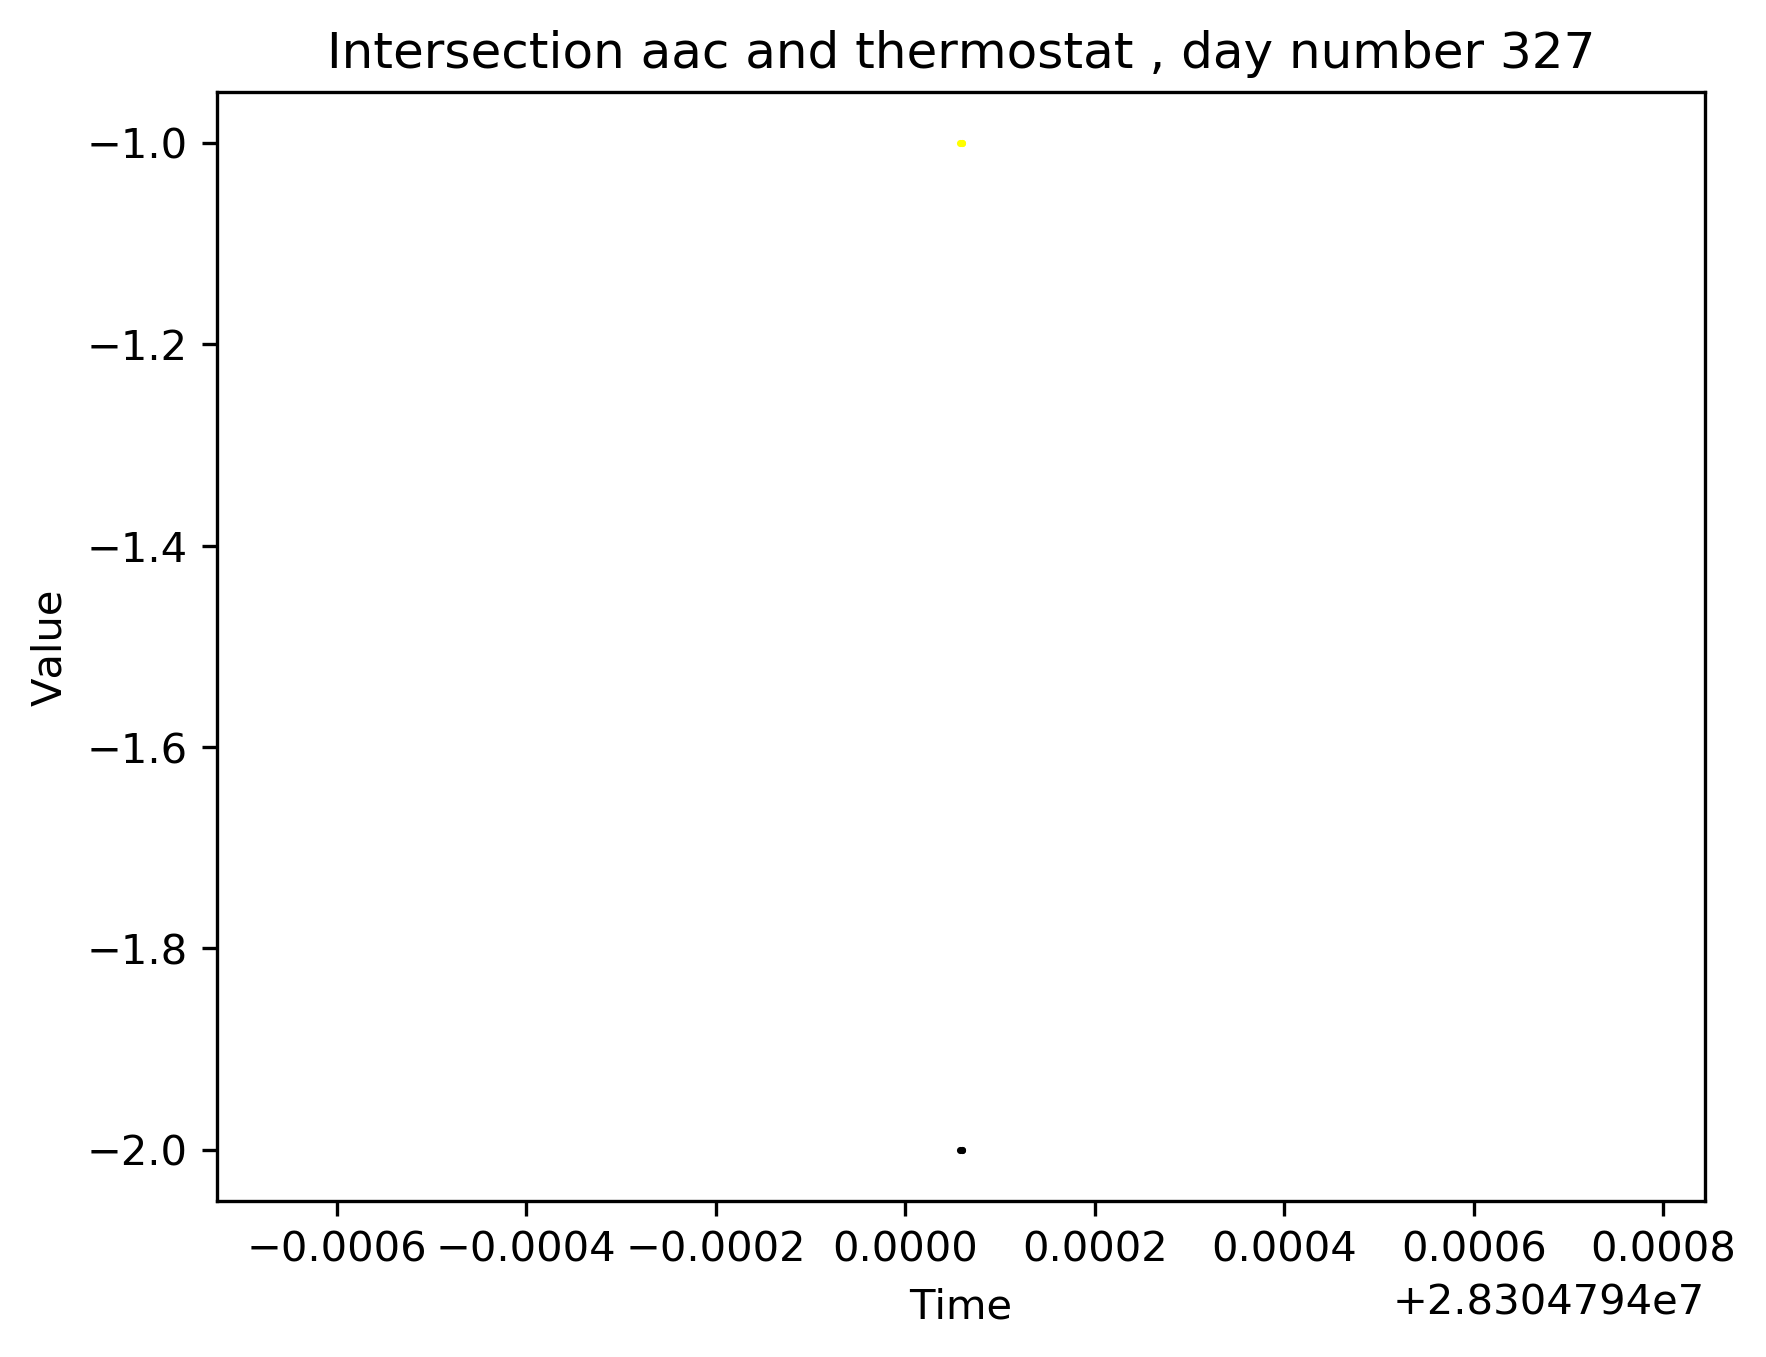 Intersection aac and thermostat , day number 327
−1.0
−1.2
−1.4
−1.6
−1.8
−2.0
Value
−0.0006 −0.0004 −0.0002 0.0000 0.0002 0.0004 0.0006 0.0008
Time
+2.8304794e7